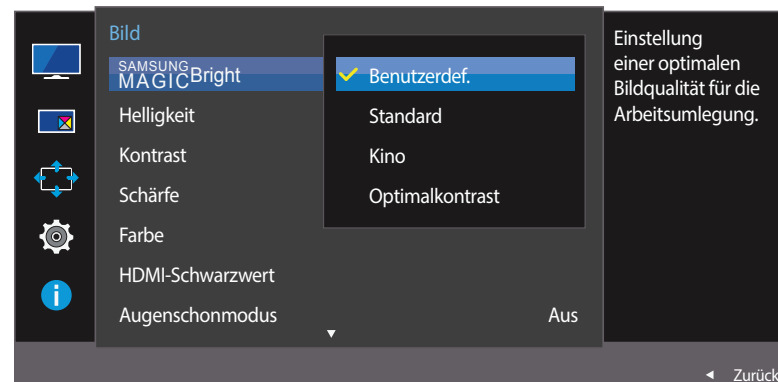 Bild
SAMSUNG
MAGICBright
Benutzerdef.
Helligkeit
Standard
Kontrast
Kino
Schärfe
Optimalkontrast
Farbe
HDMI-Schwarzwert
Augenschonmodus
Aus
Einstellung
einer optimalen
Bildqualität für die
Arbeitsumlegung.
Zurück